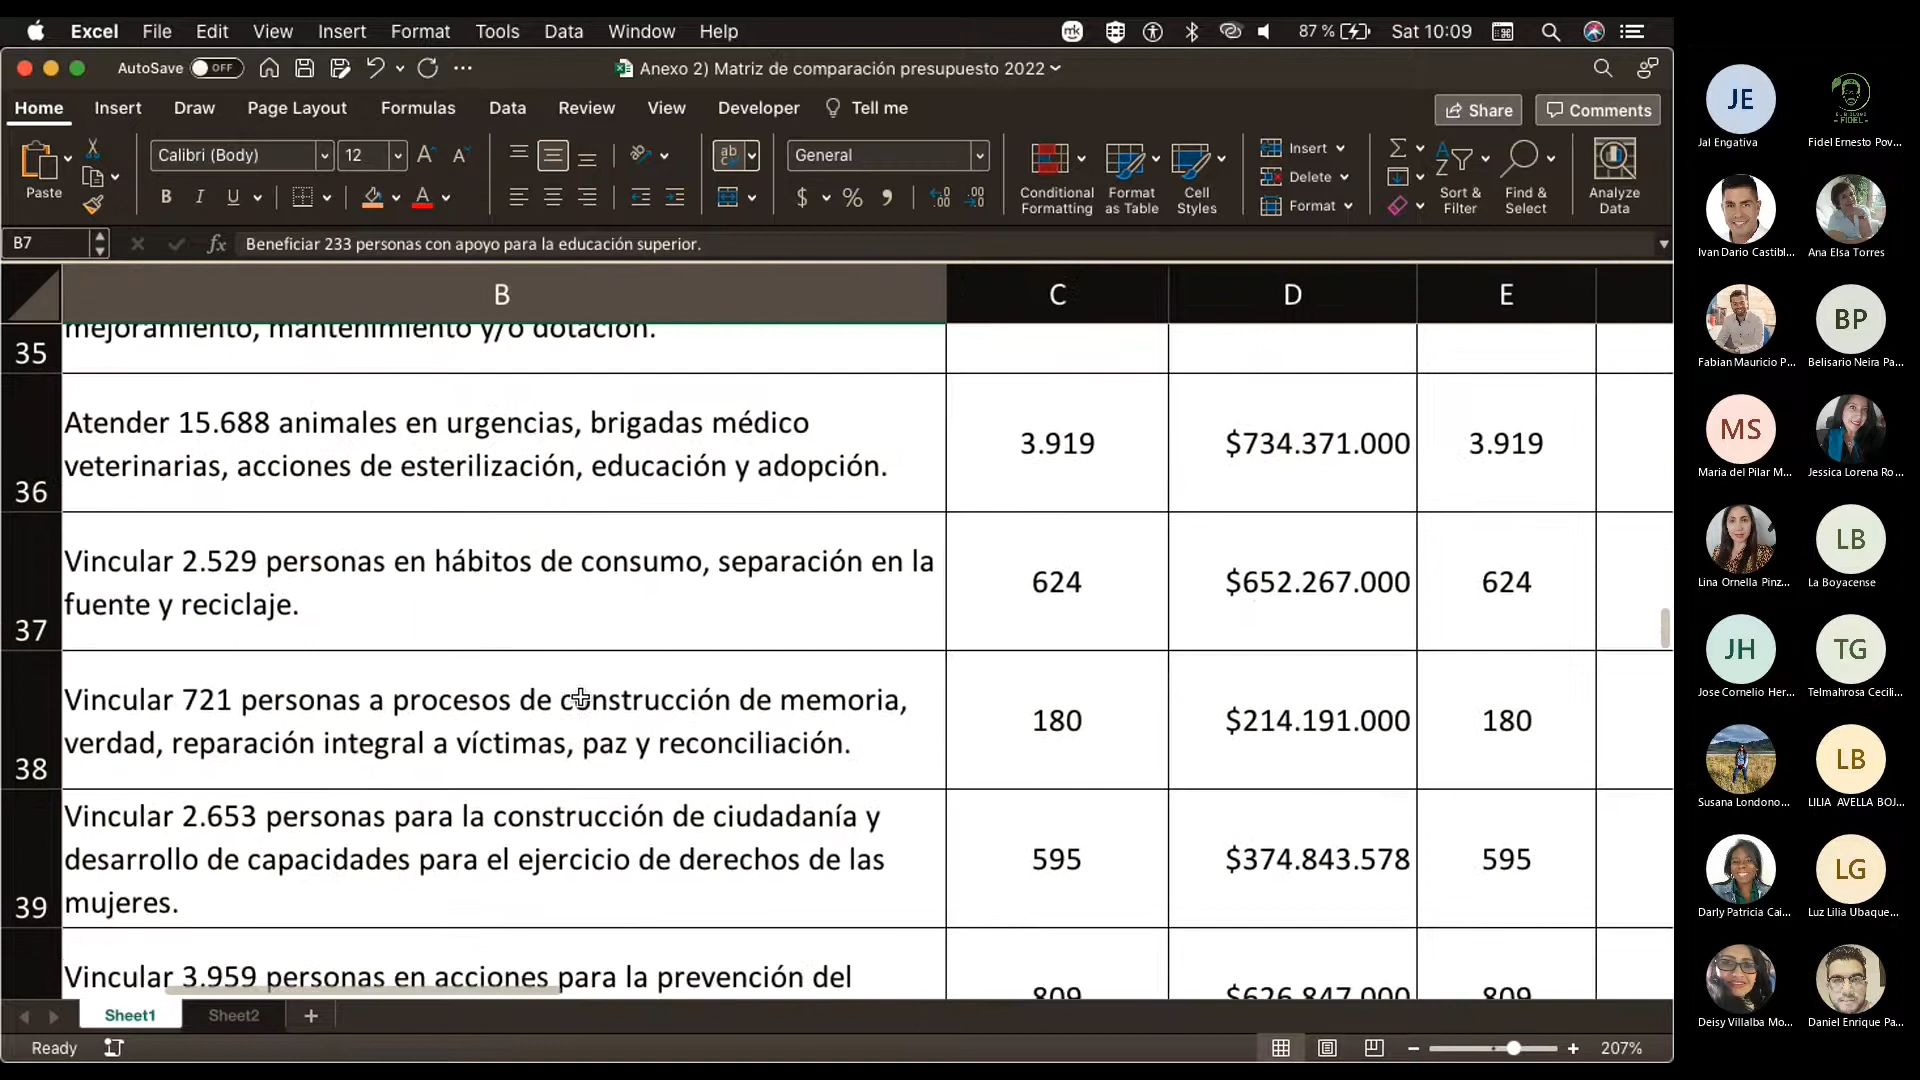 Excel File Edit View Insert Format Tools Data Window Help
mk 87 % Sat 10:09
AutoSave OFF
Anexo 2) Matriz de comparación presupuesto 2022
Home Insert Draw Page Layout Formulas Data Review View Developer Tell me
Share Comments
Paste
Calibri (Body) 12
ab
General
B I U
$ %
Conditional Formatting
Format as Table
Cell Styles
Insert
Delete
Format
Sort & Filter
Find & Select
Analyze Data
B7 fx Beneficiar 233 personas con apoyo para la educación superior.
B C D E
35 mejoramiento, mantenimiento y/o dotación.
36 Atender 15.688 animales en urgencias, brigadas médico
veterinarias, acciones de esterilización, educación y adopción.
3.919 $734.371.000 3.919
37 Vincular 2.529 personas en hábitos de consumo, separación en la
fuente y reciclaje.
624 $652.267.000 624
38 Vincular 721 personas a procesos de construcción de memoria,
verdad, reparación integral a víctimas, paz y reconciliación.
180 $214.191.000 180
39 Vincular 2.653 personas para la construcción de ciudadanía y
desarrollo de capacidades para el ejercicio de derechos de las
mujeres.
595 $374.843.578 595
Vincular 3.959 personas en acciones para la prevención del
809 $626.847.000 809
Sheet1 Sheet2
Ready
207%
JE
Jal Engativa
FIDEL
Fidel Ernesto Pov...
Ivan Dario Castibl...
Ana Elsa Torres
Fabian Mauricio P...
BP
Belisario Neira Pa...
MS
Maria del Pilar M...
Jessica Lorena Ro...
Lina Ornella Pinz...
LB
La Boyacense
JH
Jose Cornelio Her...
TG
Telmahrosa Cecili...
Susana Londono...
LB
LILIA AVELLA BOJ...
Darly Patricia Cai...
LG
Luz Lilia Ubaque...
Deisy Villalba Mo...
Daniel Enrique Pa...